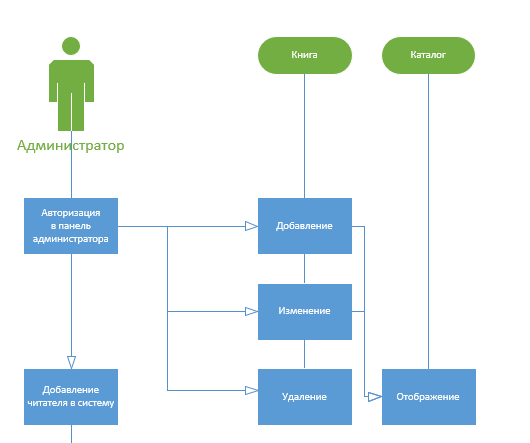 Книга
Каталог
Администратор
Авторизация
в панель
администратора
Добавление
Изменение
Добавление
читателя в систему
Удаление
Отображение